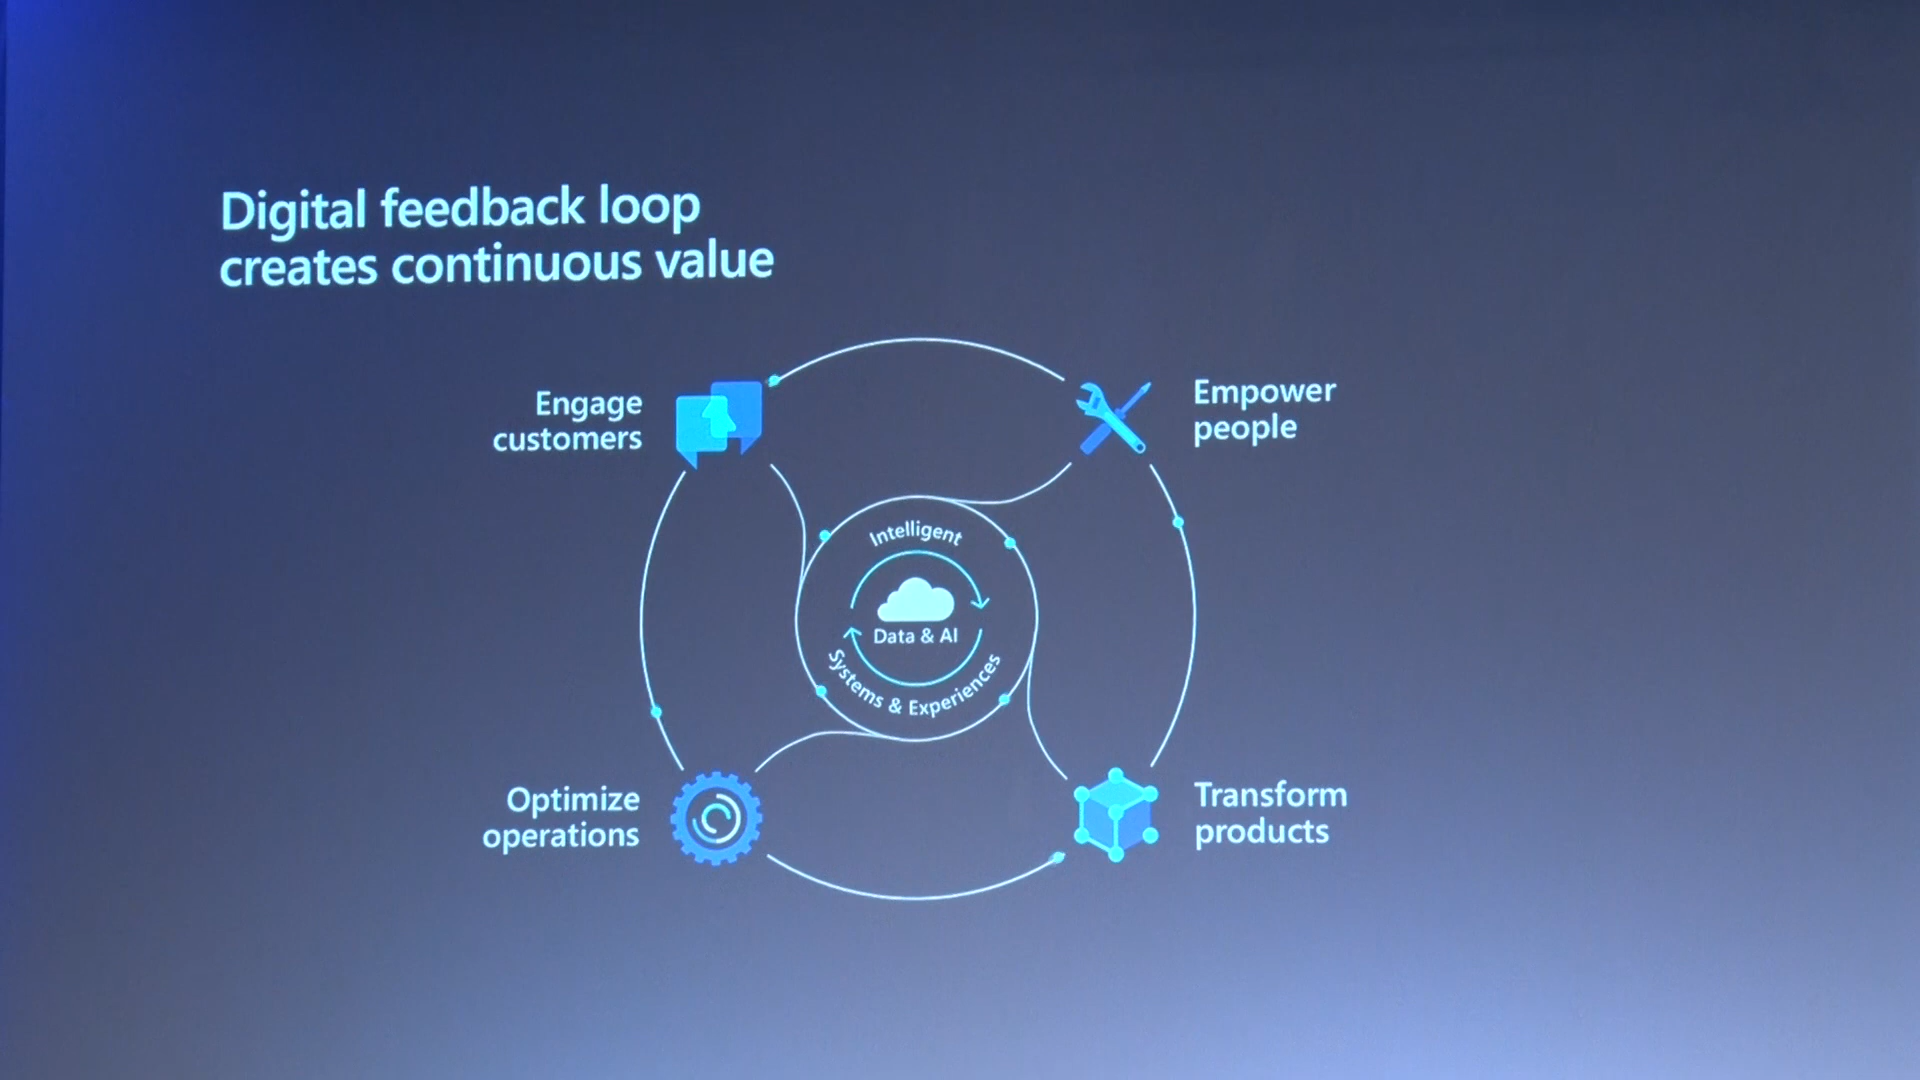 Digital feedback loop
creates continuous value
Engage
customers
Empower
people
Intelligent
Data & AI
Systems & Experiences
Optimize
operations
Transform
products